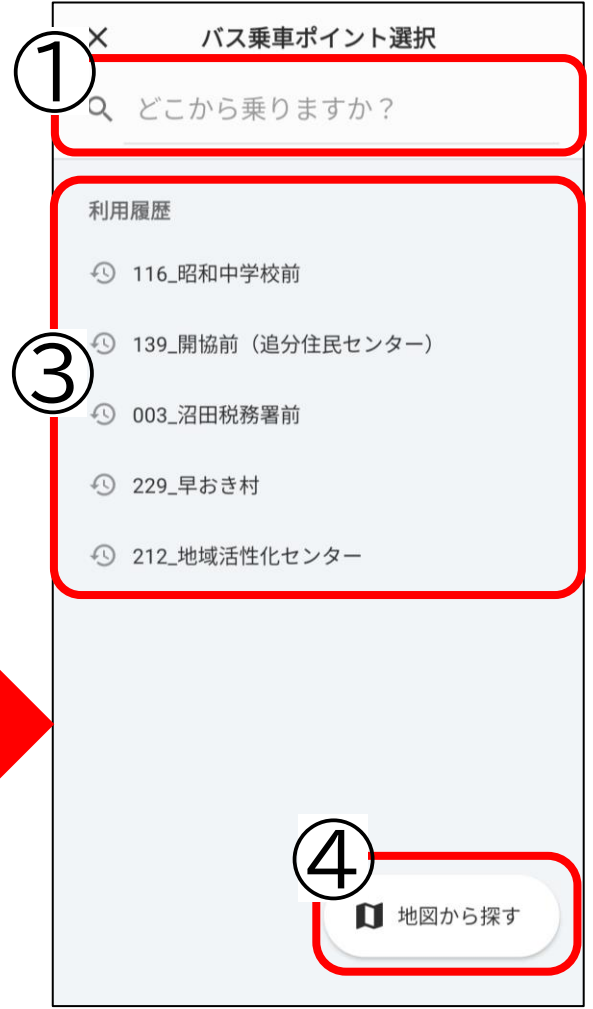 バス乗車ポイント選択
①
どこから乗りますか？
利用履歴
116_昭和中学校前
③
139_開協前（追分住民センター）
003_沼田税務署前
229_早おき村
212_地域活性化センター
④
地図から探す